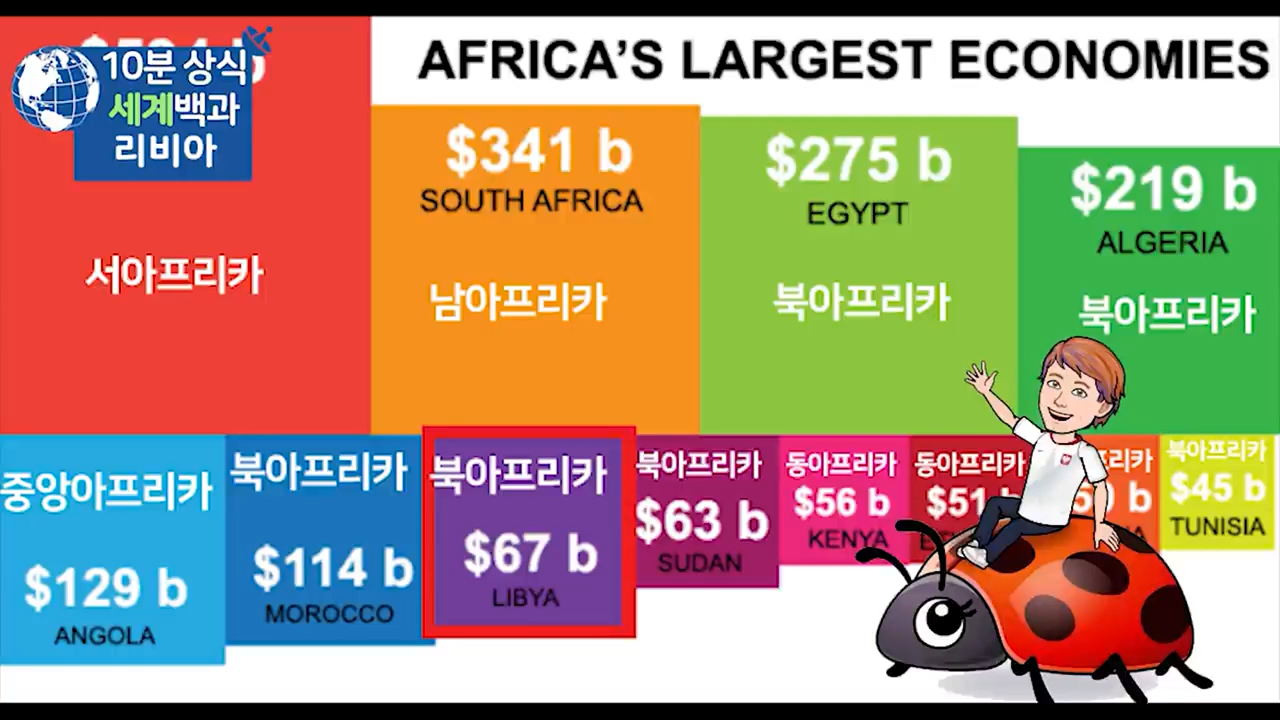 10분 상식
세계백과
리비아
AFRICA'S LARGEST ECONOMIES
서아프리카
$341 b
SOUTH AFRICA
남아프리카
$275 b
EGYPT
북아프리카
$219 b
ALGERIA
북아프리카
중앙아프리카
$129 b
ANGOLA
북아프리카
$114 b
MOROCCO
북아프리카
$67 b
LIBYA
북아프리카
$63 b
SUDAN
동아프리카
$56 b
KENYA
동아프리카
$51
북아프리카
$45 b
TUNISIA